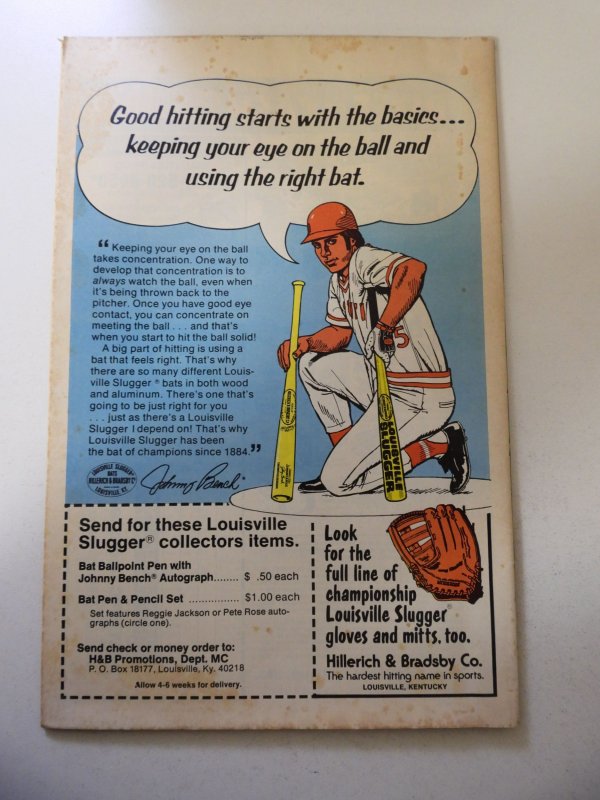 Good hitting starts with the basics...
keeping your eye on the ball and
using the right bat.
“ Keeping your eye on the ball
takes concentration. One way to
develop that concentration is to
always watch the ball, even when
it's being thrown back to the
pitcher. Once you have good eye
contact, you can concentrate on
meeting the ball . . . and that's
when you start to hit the ball solid!
A big part of hitting is using a
bat that feels right. That's why
there are so many different Louis-
ville Slugger ® bats in both wood
and aluminum. There's one that's
going to be just right for you
. . . just as there's a Louisville
Slugger I depend on! That's why
Louisville Slugger has been
the bat of champions since 1884.”
LOUISVILLE SLUGGER
BATS
HILLERICH & BRADSBY Co
LOUISVILLE, KY.
Johnny Bench
5
LOUISVILLE
SLUGGER
Send for these Louisville
Slugger® collectors items.
Bat Ballpoint Pen with
Johnny Bench® Autograph....... $ .50 each
Bat Pen & Pencil Set ............... $1.00 each
Set features Reggie Jackson or Pete Rose auto-
graphs (circle one).
Send check or money order to:
H&B Promotions, Dept. MC
P. O. Box 18177, Louisville, Ky. 40218
Allow 4-6 weeks for delivery.
Look
for the
full line of
championship
Louisville Slugger®
gloves and mitts, too.
Hillerich & Bradsby Co.
The hardest hitting name in sports.
LOUISVILLE, KENTUCKY